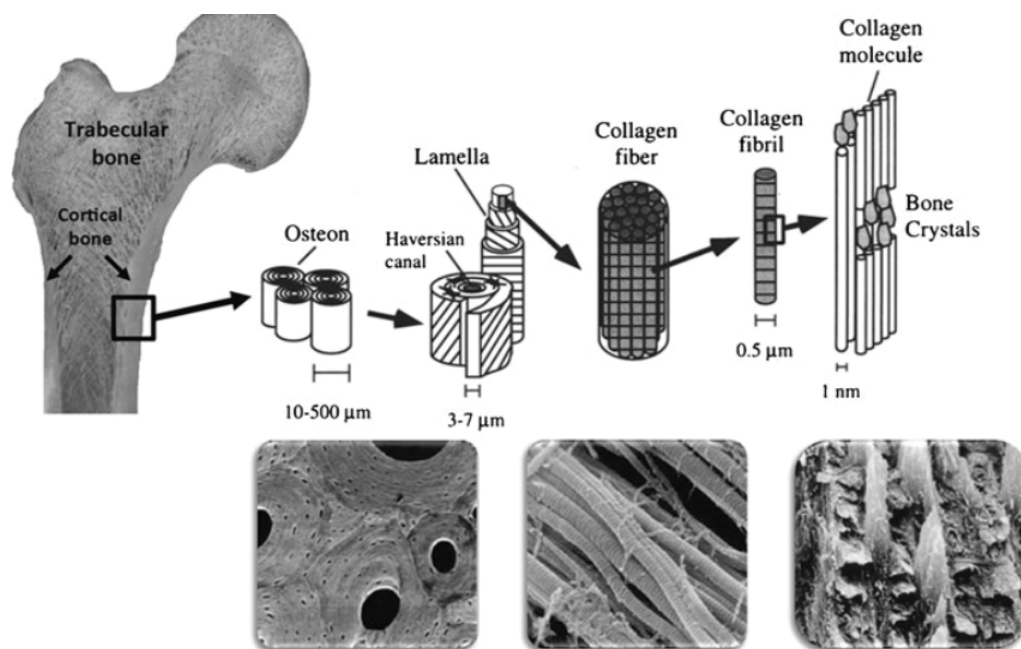 Trabecular
bone
Cortical
bone
Osteon
10-500 µm
Lamella
Haversian
canal
3-7 µm
Collagen
fiber
Collagen
fibril
0.5 µm
Collagen
molecule
Bone
Crystals
1 nm